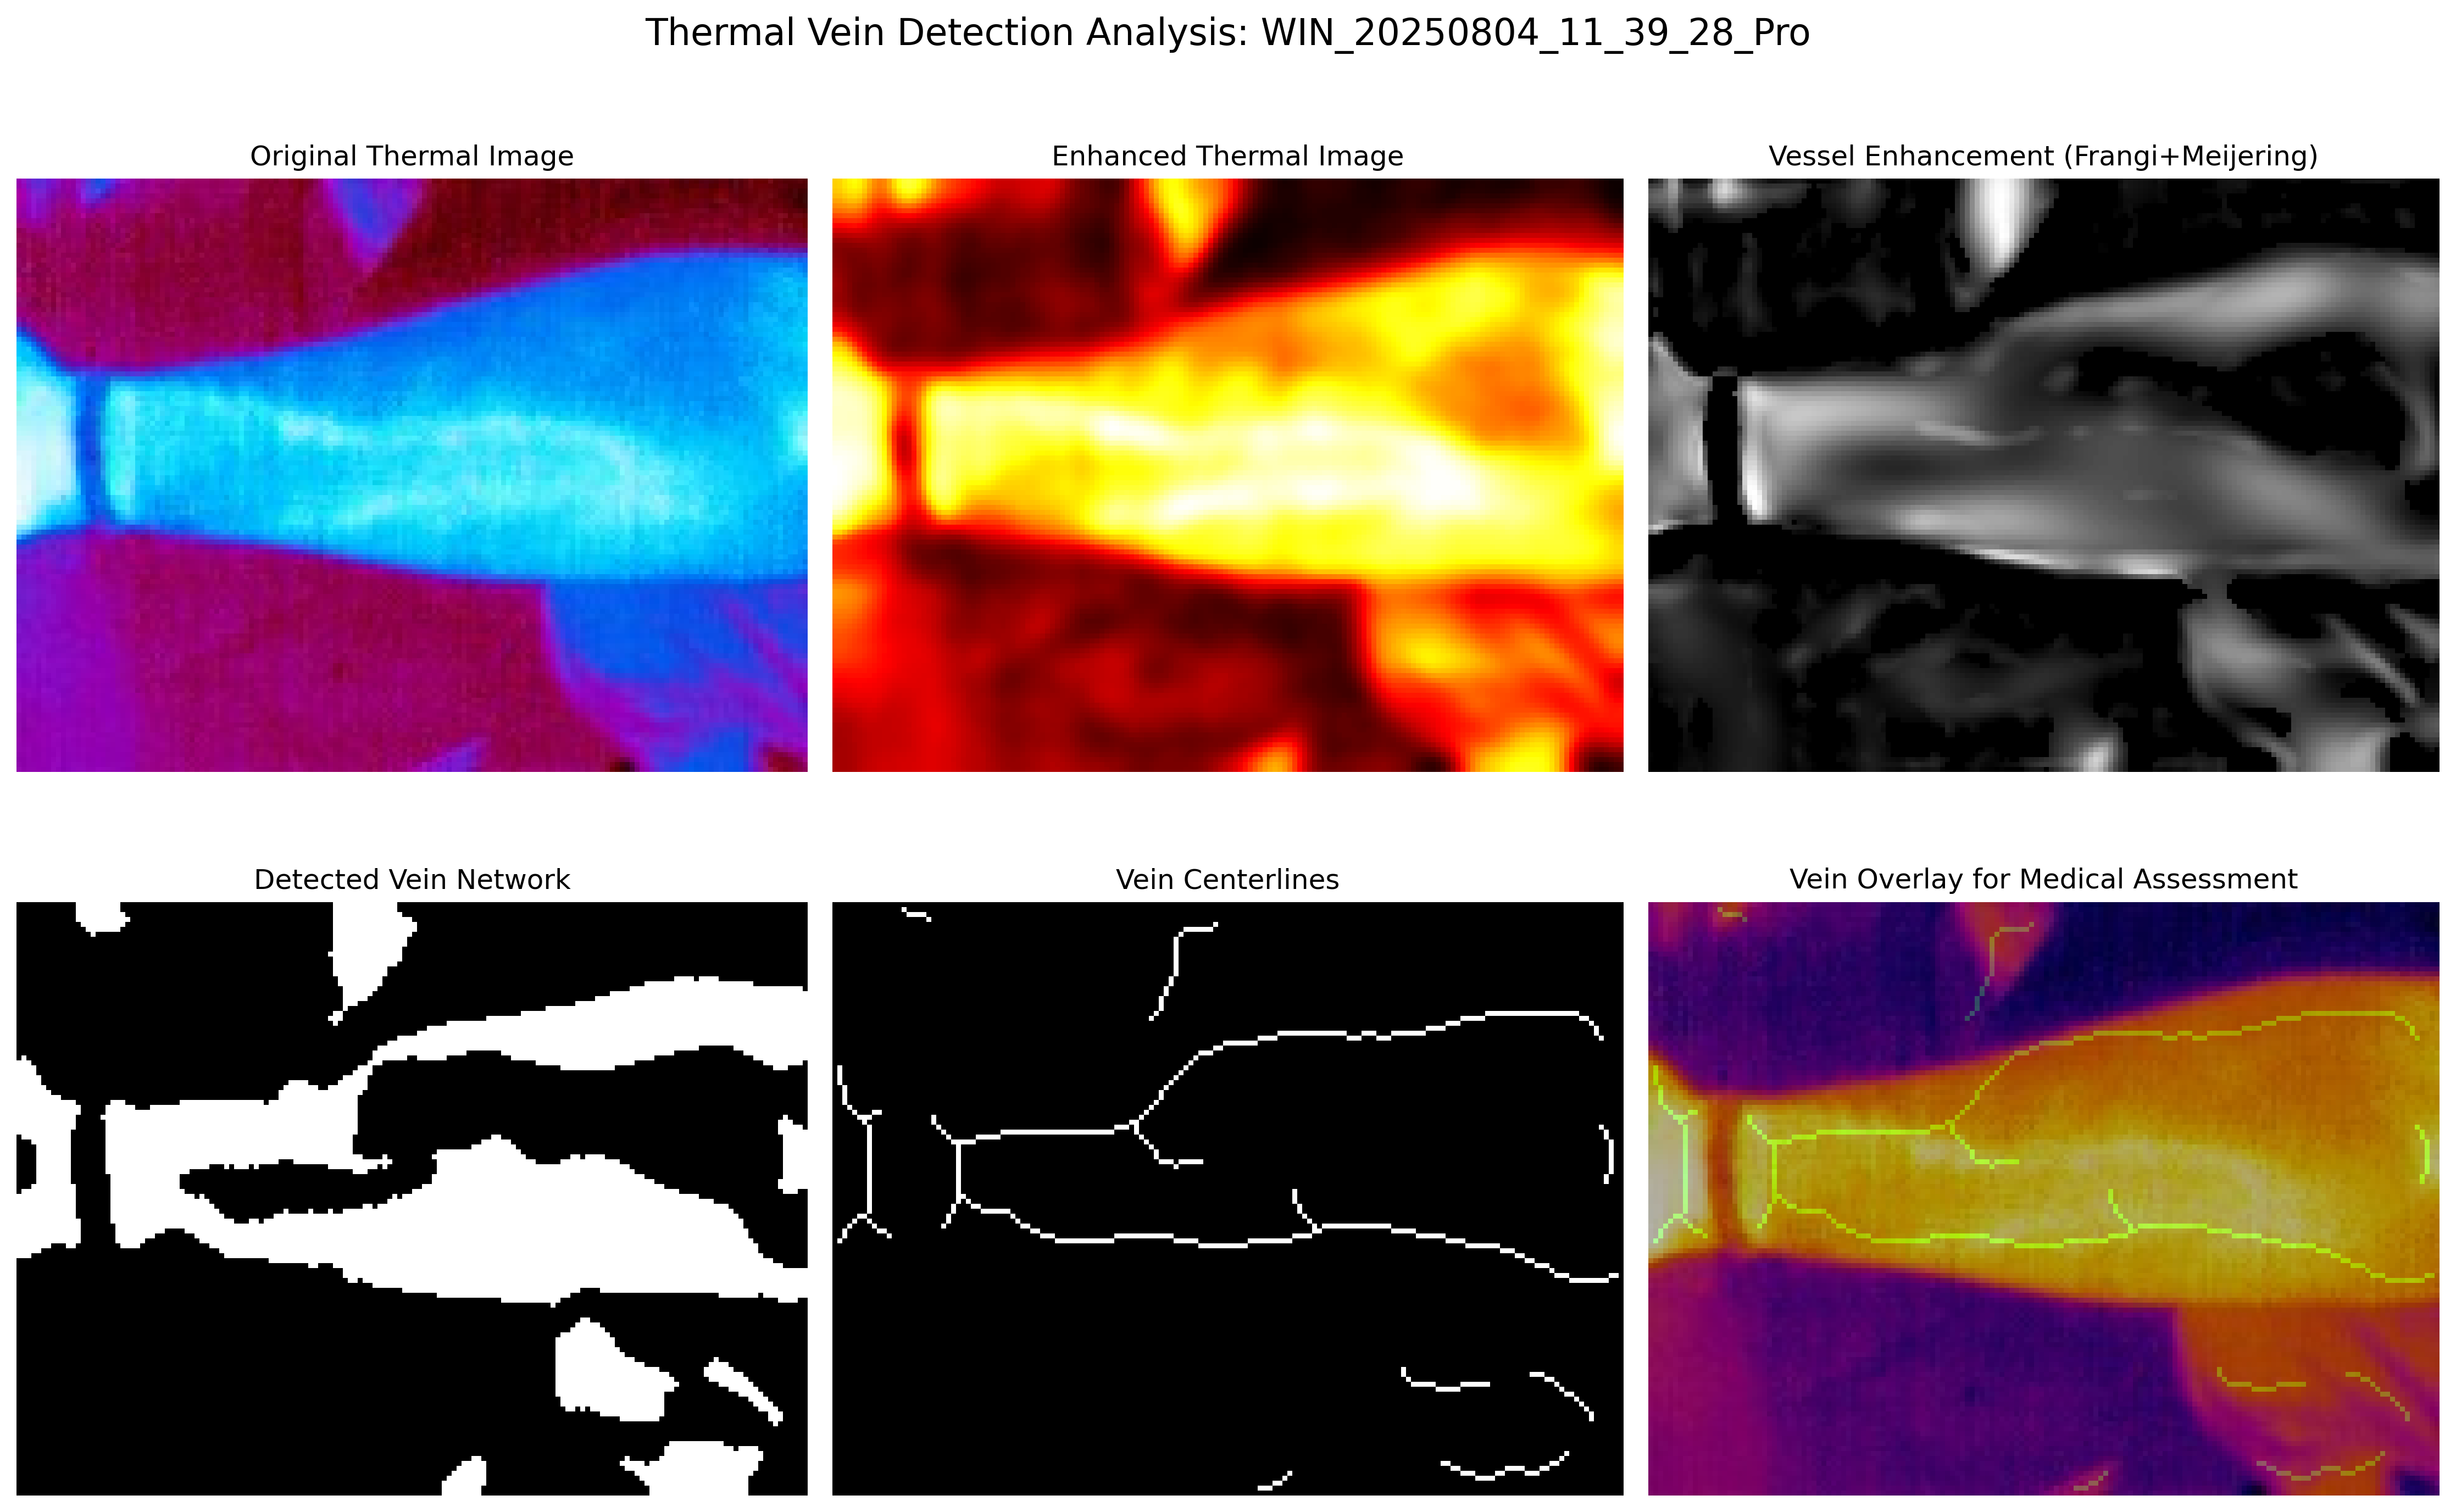 Thermal Vein Detection Analysis: WIN_20250804_11_39_28_Pro
Original Thermal Image
Enhanced Thermal Image
Vessel Enhancement (Frangi+Meijering)
Detected Vein Network
Vein Centerlines
Vein Overlay for Medical Assessment